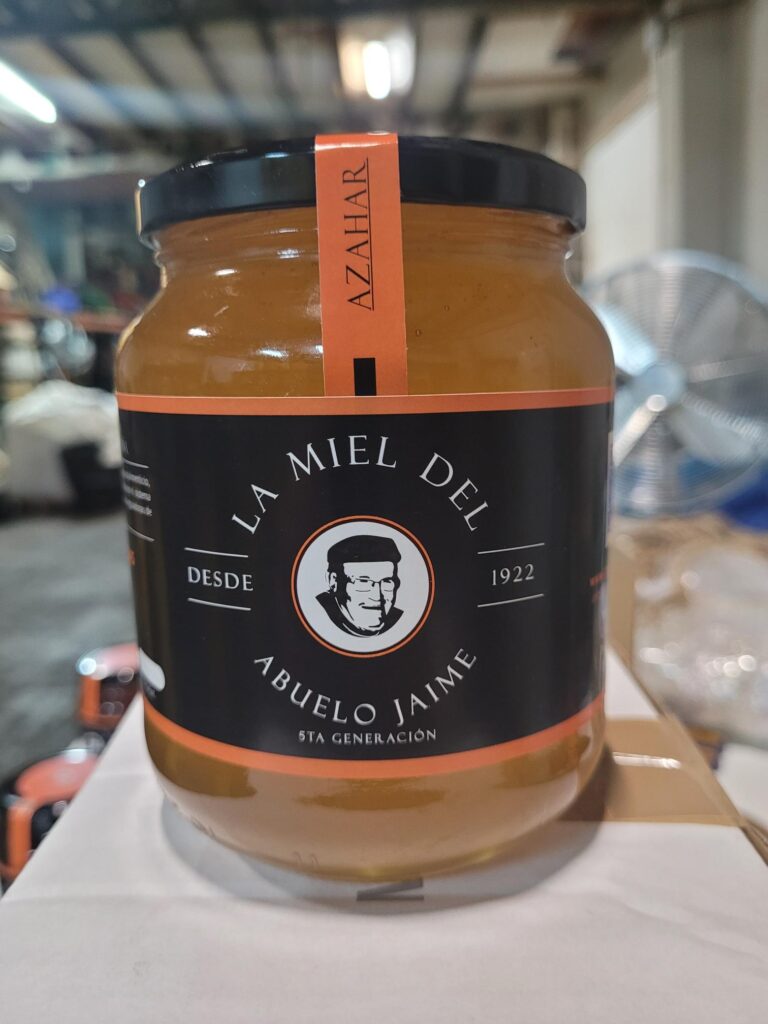 AZAHAR
LA MIEL DEL
DESDE
1922
ABUELO JAIME
5TA GENERACIÓN